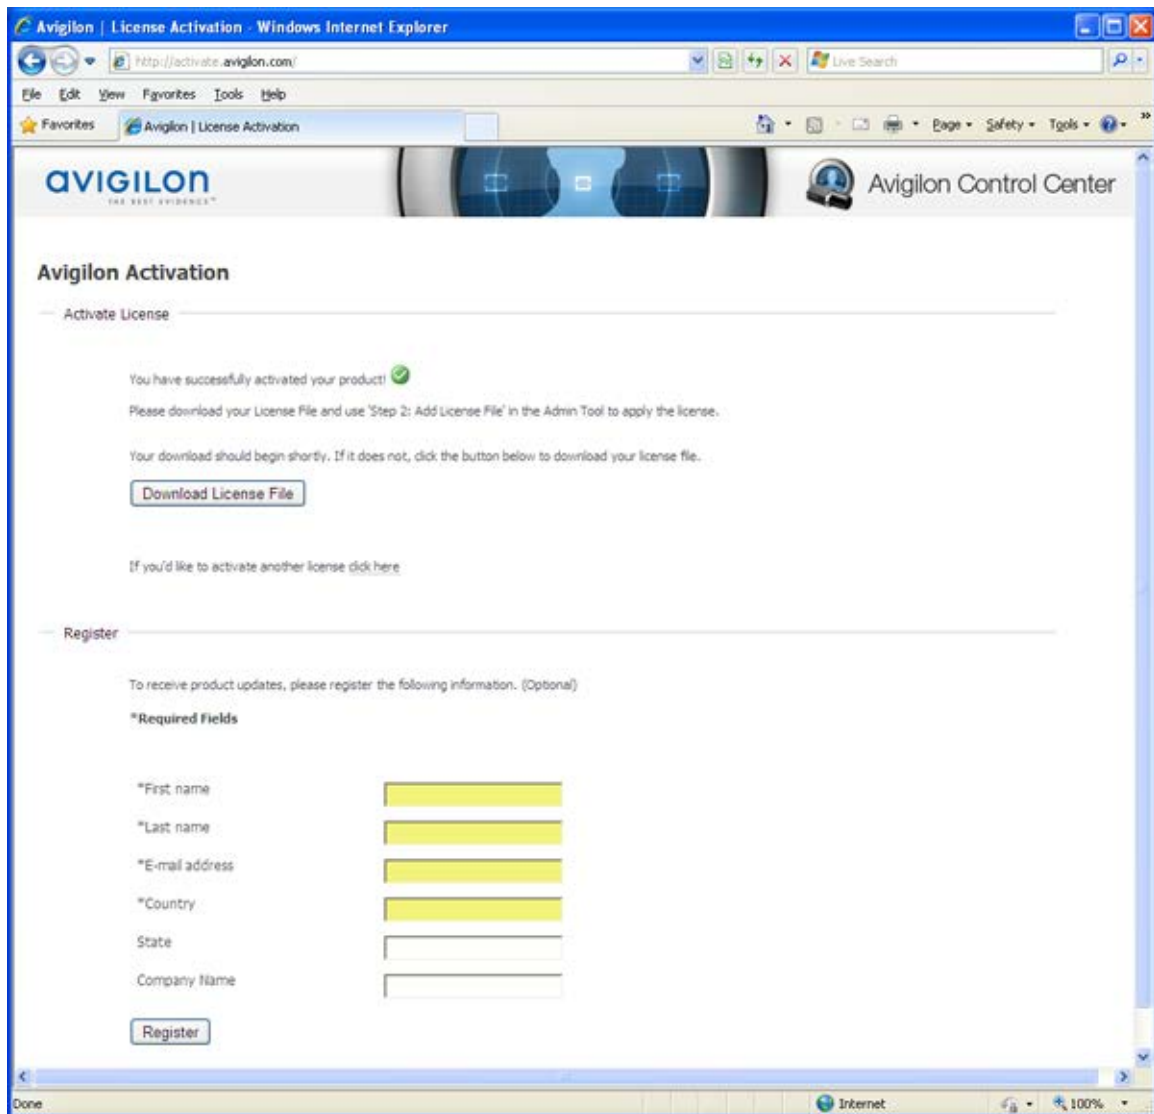 Avigilon | License Activation - Windows Internet Explorer
http://activate.avigilon.com/
Live Search
File Edit View Favorites Tools Help
Favorites
Avigilon | License Activation
Page Safety Tools
AVIGILON
THE BEST EVIDENCE™
Avigilon Control Center
Avigilon Activation
Activate License
You have successfully activated your product!
Please download your License File and use 'Step 2: Add License File' in the Admin Tool to apply the license.
Your download should begin shortly. If it does not, click the button below to download your license file.
Download License File
If you'd like to activate another license click here
Register
To receive product updates, please register the following information. (Optional)
*Required Fields
*First name
*Last name
*E-mail address
*Country
State
Company Name
Register
Done
Internet
100%